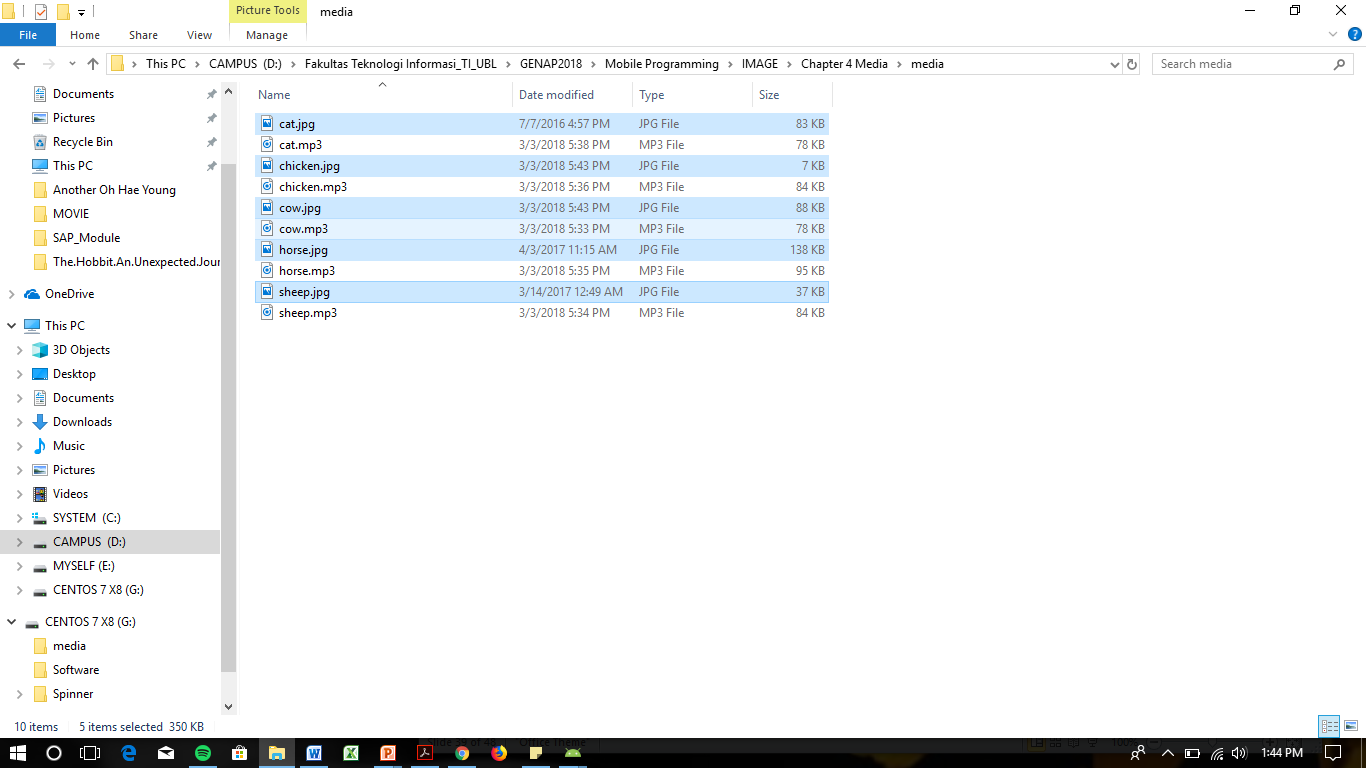 Picture Tools
media
File
Home
Share
View
Manage
This PC
CAMPUS (D:)
Fakultas Teknologi Informasi_TI_UBL
GENAP2018
Mobile Programming
IMAGE
Chapter 4 Media
media
Search media
Documents
Pictures
Recycle Bin
This PC
Another Oh Hae Young
MOVIE
SAP_Module
The.Hobbit.An.Unexpected.Jour
OneDrive
This PC
3D Objects
Desktop
Documents
Downloads
Music
Pictures
Videos
SYSTEM (C:)
CAMPUS (D:)
MYSELF (E:)
CENTOS 7 X8 (G:)
CENTOS 7 X8 (G:)
media
Software
Spinner
Name Date modified Type Size
cat.jpg 7/7/2016 4:57 PM JPG File 83 KB
cat.mp3 3/3/2018 5:38 PM MP3 File 78 KB
chicken.jpg 3/3/2018 5:43 PM JPG File 7 KB
chicken.mp3 3/3/2018 5:36 PM MP3 File 84 KB
cow.jpg 3/3/2018 5:43 PM JPG File 88 KB
cow.mp3 3/3/2018 5:33 PM MP3 File 78 KB
horse.jpg 4/3/2017 11:15 AM JPG File 138 KB
horse.mp3 3/3/2018 5:35 PM MP3 File 95 KB
sheep.jpg 3/14/2017 12:49 AM JPG File 37 KB
sheep.mp3 3/3/2018 5:34 PM MP3 File 84 KB
10 items 5 items selected 350 KB
1:44 PM